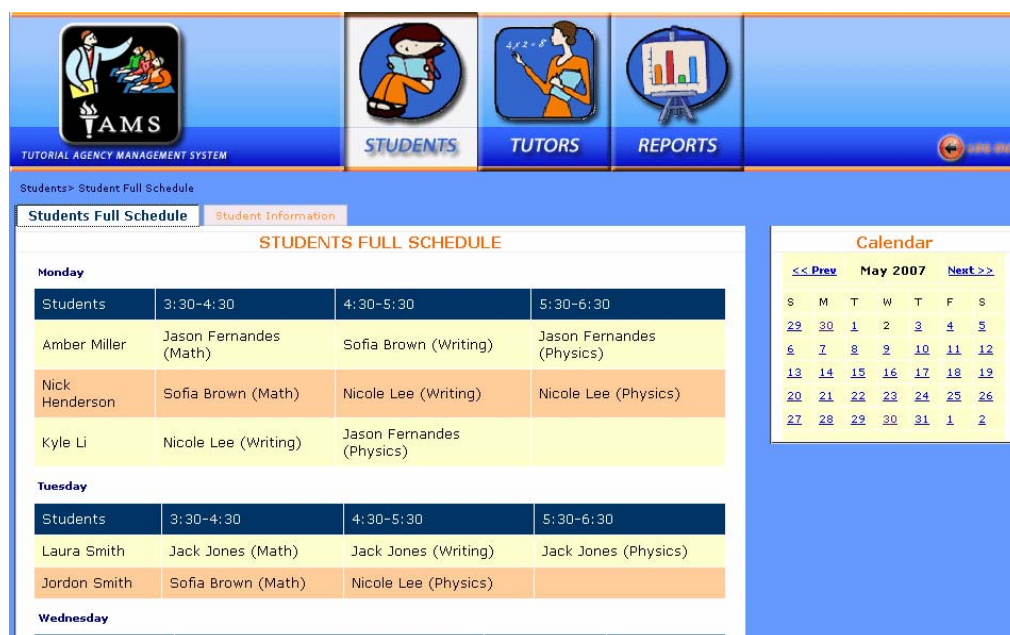 4 x 2 = 8
TAMS
TUTORIAL AGENCY MANAGEMENT SYSTEM
STUDENTS TUTORS REPORTS
LOG OUT
Students> Student Full Schedule
Students Full Schedule Student Information
STUDENTS FULL SCHEDULE
Monday
Students 3:30-4:30 4:30-5:30 5:30-6:30
Amber Miller Jason Fernandes (Math) Sofia Brown (Writing) Jason Fernandes (Physics)
Nick Henderson Sofia Brown (Math) Nicole Lee (Writing) Nicole Lee (Physics)
Kyle Li Nicole Lee (Writing) Jason Fernandes (Physics)
Tuesday
Students 3:30-4:30 4:30-5:30 5:30-6:30
Laura Smith Jack Jones (Math) Jack Jones (Writing) Jack Jones (Physics)
Jordon Smith Sofia Brown (Math) Nicole Lee (Physics)
Wednesday
Calendar
<< Prev May 2007 Next >>
S M T W T F S
29 30 1 2 3 4 5
6 7 8 9 10 11 12
13 14 15 16 17 18 19
20 21 22 23 24 25 26
27 28 29 30 31 1 2